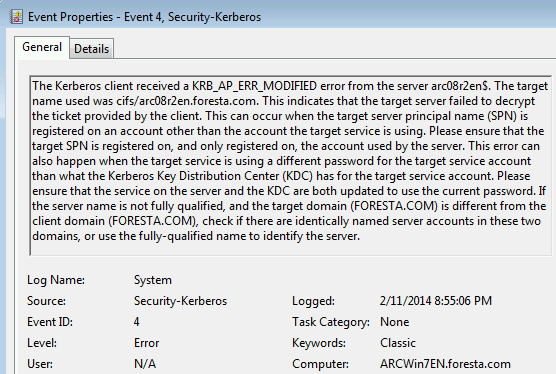 Event Properties - Event 4, Security-Kerberos
General Details
The Kerberos client received a KRB_AP_ERR_MODIFIED error from the server arc08r2en$. The target
name used was cifs/arc08r2en.foresta.com. This indicates that the target server failed to decrypt
the ticket provided by the client. This can occur when the target server principal name (SPN) is
registered on an account other than the account the target service is using. Please ensure that the
target SPN is registered on, and only registered on, the account used by the server. This error can
also happen when the target service is using a different password for the target service account
than what the Kerberos Key Distribution Center (KDC) has for the target service account. Please
ensure that the service on the server and the KDC are both updated to use the current password. If
the server name is not fully qualified, and the target domain (FORESTA.COM) is different from the
client domain (FORESTA.COM), check if there are identically named server accounts in these two
domains, or use the fully-qualified name to identify the server.
Log Name: System
Source: Security-Kerberos Logged: 2/11/2014 8:55:06 PM
Event ID: 4 Task Category: None
Level: Error Keywords: Classic
User: N/A Computer: ARCWin7EN.foresta.com